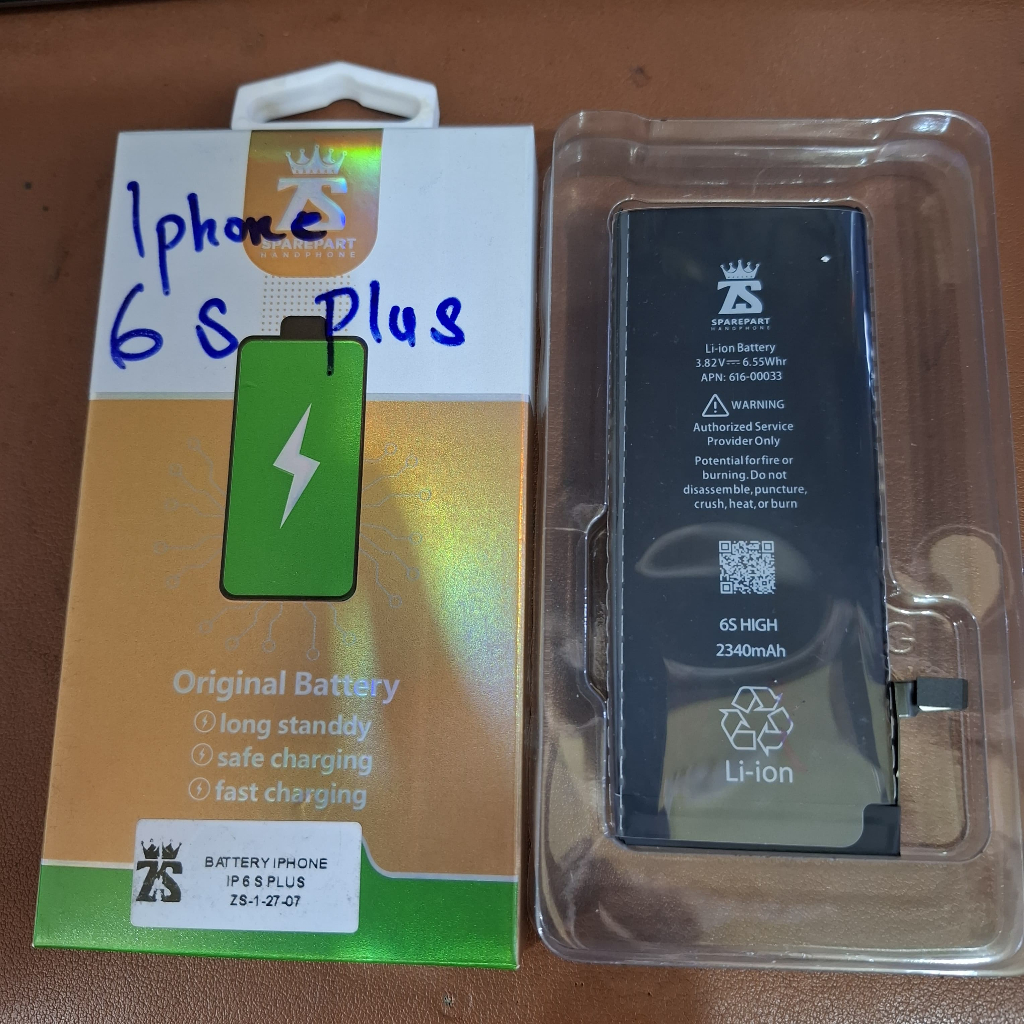 ZS
SPAREPART
HANDPHONE
Iphone
6 s Plus
Original Battery
long standdy
safe charging
fast charging
ZS
BATTERY IPHONE
IP 6 S PLUS
ZS-1-27-07
ZS
SPAREPART
HANDPHONE
Li-ion Battery
3.82V⎓6.55Whr
APN: 616-00033
WARNING
Authorized Service
Provider Only
Potential for fire or
burning. Do not
disassemble, puncture,
crush, heat, or burn
6S HIGH
2340mAh
Li-ion
G